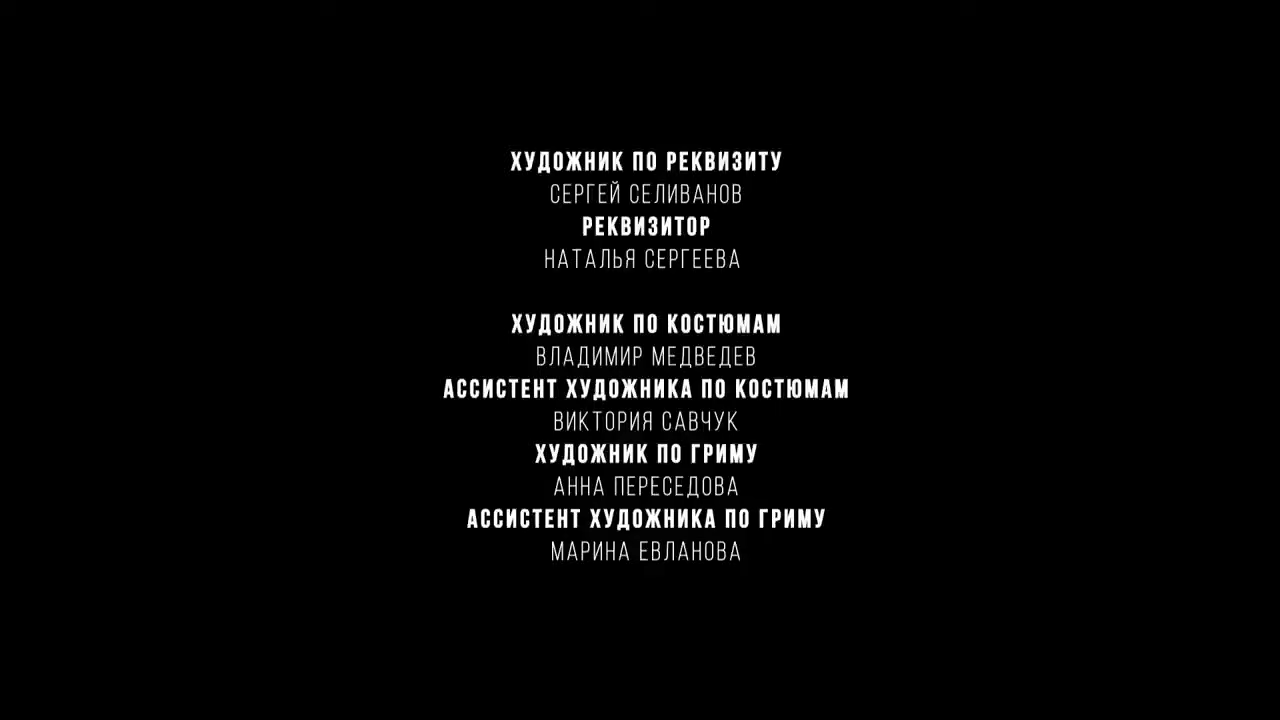 ХУДОЖНИК ПО РЕКВИЗИТУ
СЕРГЕЙ СЕЛИВАНОВ
РЕКВИЗИТОР
НАТАЛЬЯ СЕРГЕЕВА
ХУДОЖНИК ПО КОСТЮМАМ
ВЛАДИМИР МЕДВЕДЕВ
АССИСТЕНТ ХУДОЖНИКА ПО КОСТЮМАМ
ВИКТОРИЯ САВЧУК
ХУДОЖНИК ПО ГРИМУ
АННА ПЕРЕСЕДОВА
АССИСТЕНТ ХУДОЖНИКА ПО ГРИМУ
МАРИНА ЕВЛАНОВА